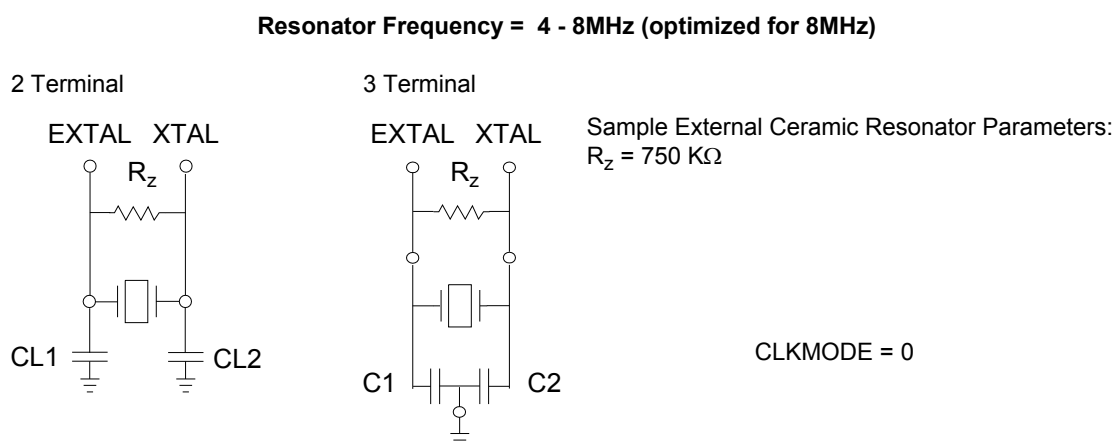 Resonator Frequency = 4 - 8MHz (optimized for 8MHz)
2 Terminal
3 Terminal
EXTAL XTAL
Rz
CL1
CL2
EXTAL XTAL
Rz
C1
C2
Sample External Ceramic Resonator Parameters:
Rz = 750 KΩ
CLKMODE = 0